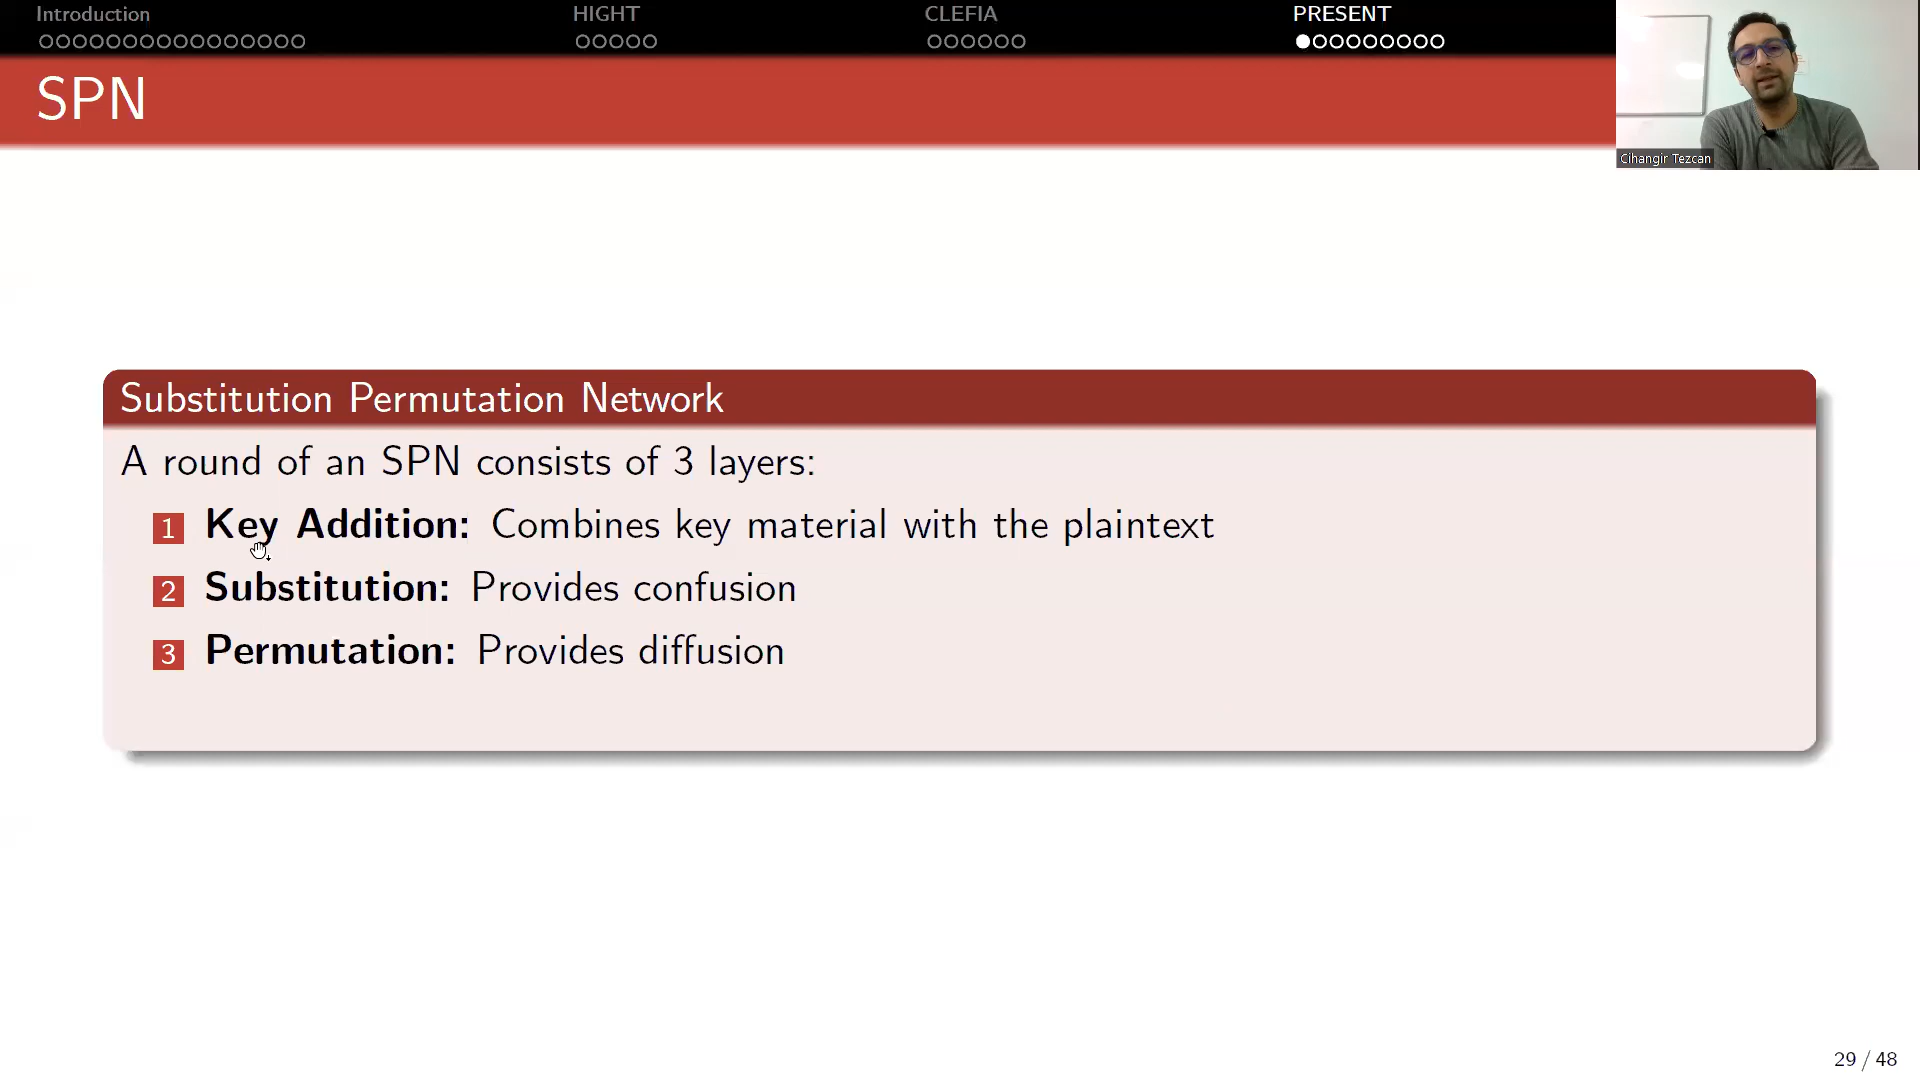 Introduction
HIGHT
CLEFIA
PRESENT
SPN
Cihangir Tezcan
Substitution Permutation Network
A round of an SPN consists of 3 layers:
1 Key Addition: Combines key material with the plaintext
2 Substitution: Provides confusion
3 Permutation: Provides diffusion
29 / 48